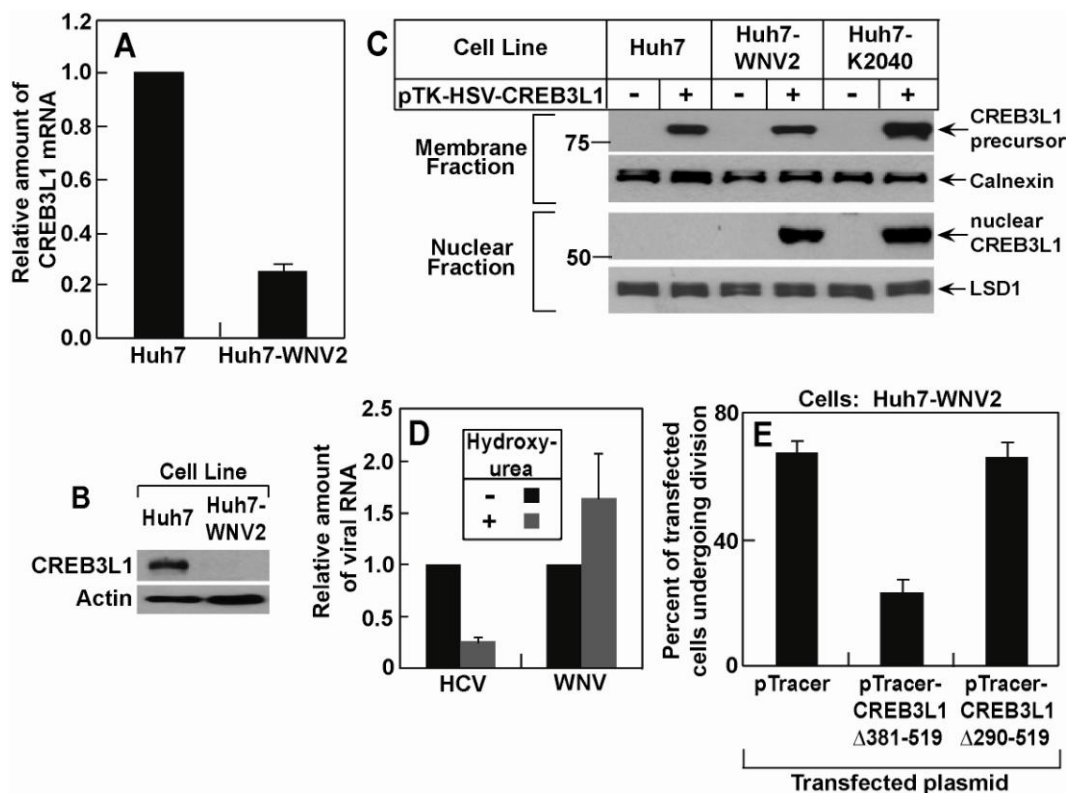 A
Relative amount of
CREB3L1 mRNA
1.2
1.0
0.8
0.6
0.4
0.2
0.0
Huh7
Huh7-WNV2
C
Cell Line
Huh7
Huh7-
WNV2
Huh7-
K2040
pTK-HSV-CREB3L1
- + - + - +
Membrane
Fraction
75
CREB3L1
precursor
Calnexin
Nuclear
Fraction
50
nuclear
CREB3L1
LSD1
B
Cell Line
Huh7
Huh7-
WNV2
CREB3L1
Actin
D
Relative amount
of viral RNA
2.5
2.0
1.5
1.0
0.5
0
Hydroxy-
urea
-
+
HCV
WNV
Cells: Huh7-WNV2
E
Percent of transfected
cells undergoing division
80
40
0
pTracer
pTracer-
CREB3L1
Δ381-519
pTracer-
CREB3L1
Δ290-519
Transfected plasmid